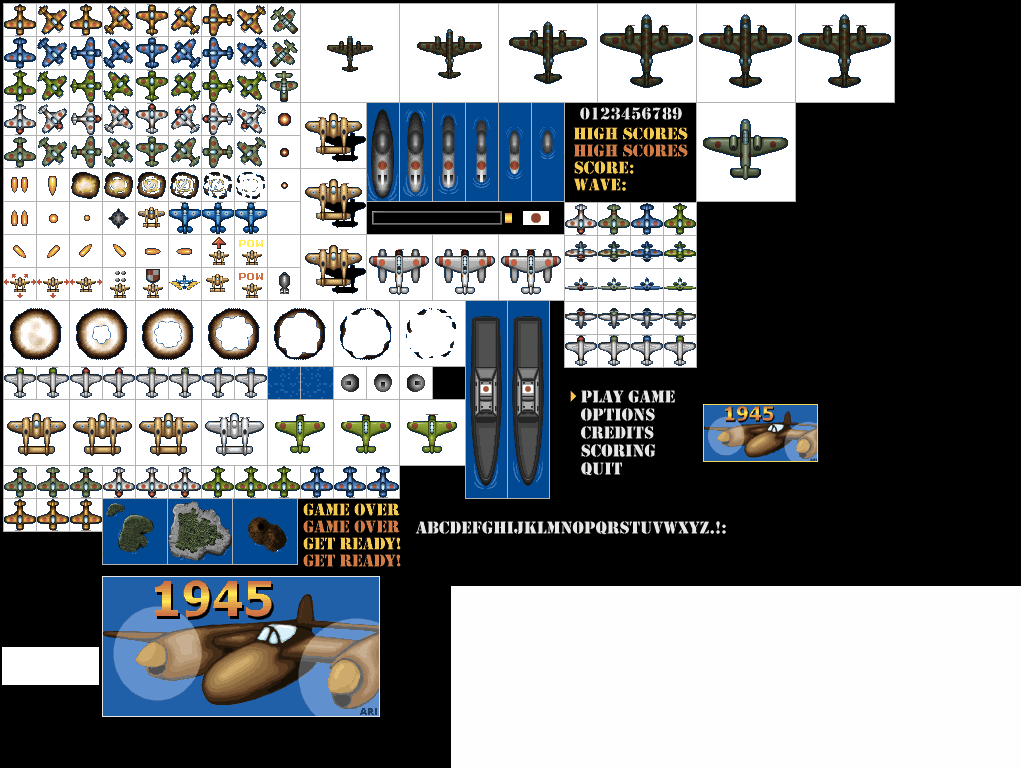 0123456789
HIGH SCORES
HIGH SCORES
SCORE:
WAVE:
POW
POW
PLAY GAME
OPTIONS
CREDITS
SCORING
QUIT
1945
GAME OVER
GAME OVER
GET READY!
GET READY!
ABCDEFGHIJKLMNOPQRSTUVWXYZ.!:
1945
ARI